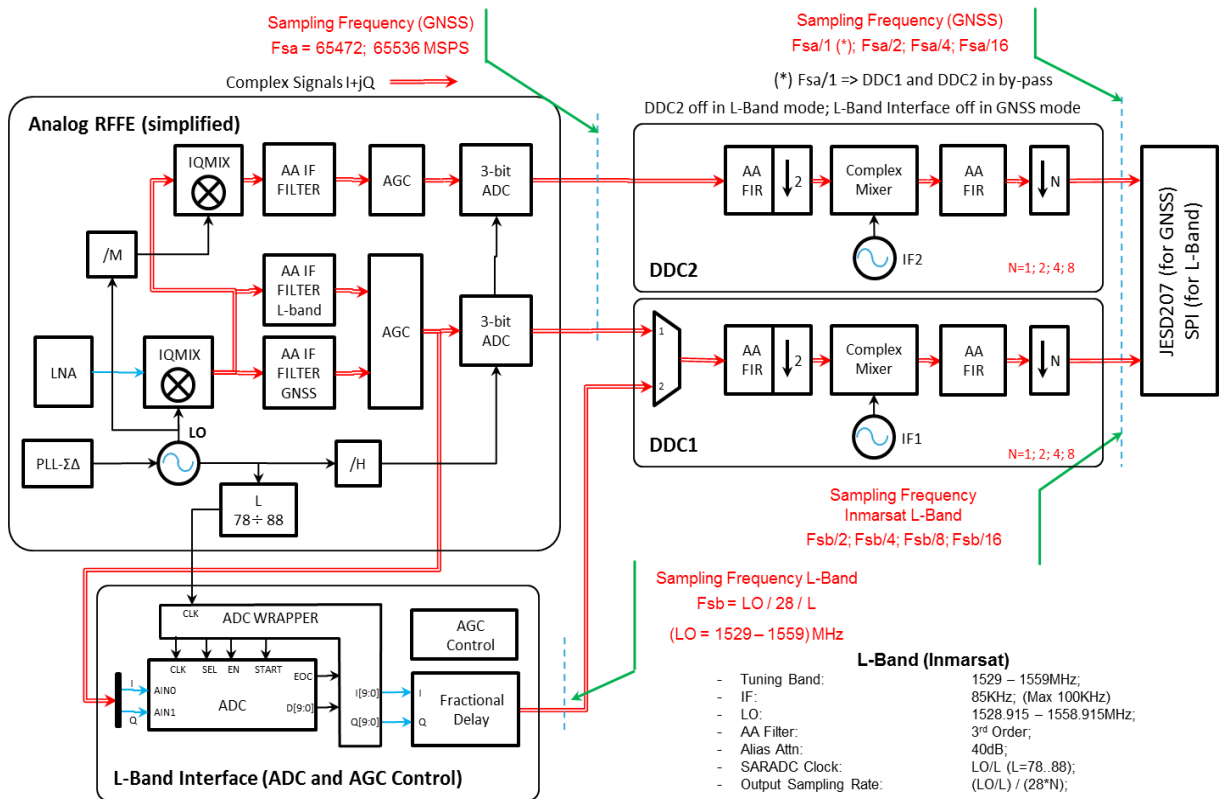 Sampling Frequency (GNSS)
Fsa = 65472; 65536 MSPS
Sampling Frequency (GNSS)
Fsa/1 (*); Fsa/2; Fsa/4; Fsa/16
(*) Fsa/1 => DDC1 and DDC2 in by-pass
DDC2 off in L-Band mode; L-Band Interface off in GNSS mode
Complex Signals I+jQ
Analog RFFE (simplified)
IQMIX
AA IF
FILTER
AGC
3-bit
ADC
/M
AA IF
FILTER
L-band
AGC
3-bit
ADC
LNA
IQMIX
AA IF
FILTER
GNSS
LO
PLL-ΣΔ
/H
L
78÷ 88
AA
FIR
2
Complex
Mixer
AA
FIR
N
IF2
DDC2
N=1; 2; 4; 8
1
2
AA
FIR
2
Complex
Mixer
AA
FIR
N
IF1
DDC1
N=1; 2; 4; 8
JESD207 (for GNSS)
SPI (for L-Band)
Sampling Frequency
Inmarsat L-Band
Fsb/2; Fsb/4; Fsb/8; Fsb/16
Sampling Frequency L-Band
Fsb = LO / 28 / L
(LO = 1529 – 1559) MHz
CLK
ADC WRAPPER
CLK
SEL
EN
START
I
Q
AIN0
AIN1
ADC
EOC
D[9:0]
I[9:0]
Q[9:0]
I
Q
AGC
Control
Fractional
Delay
L-Band Interface (ADC and AGC Control)
L-Band (Inmarsat)
- Tuning Band: 1529 – 1559MHz;
- IF: 85KHz; (Max 100KHz)
- LO: 1528.915 – 1558.915MHz;
- AA Filter: 3rd Order;
- Alias Attn: 40dB;
- SARADC Clock: LO/L (L=78..88);
- Output Sampling Rate: (LO/L) / (28*N);